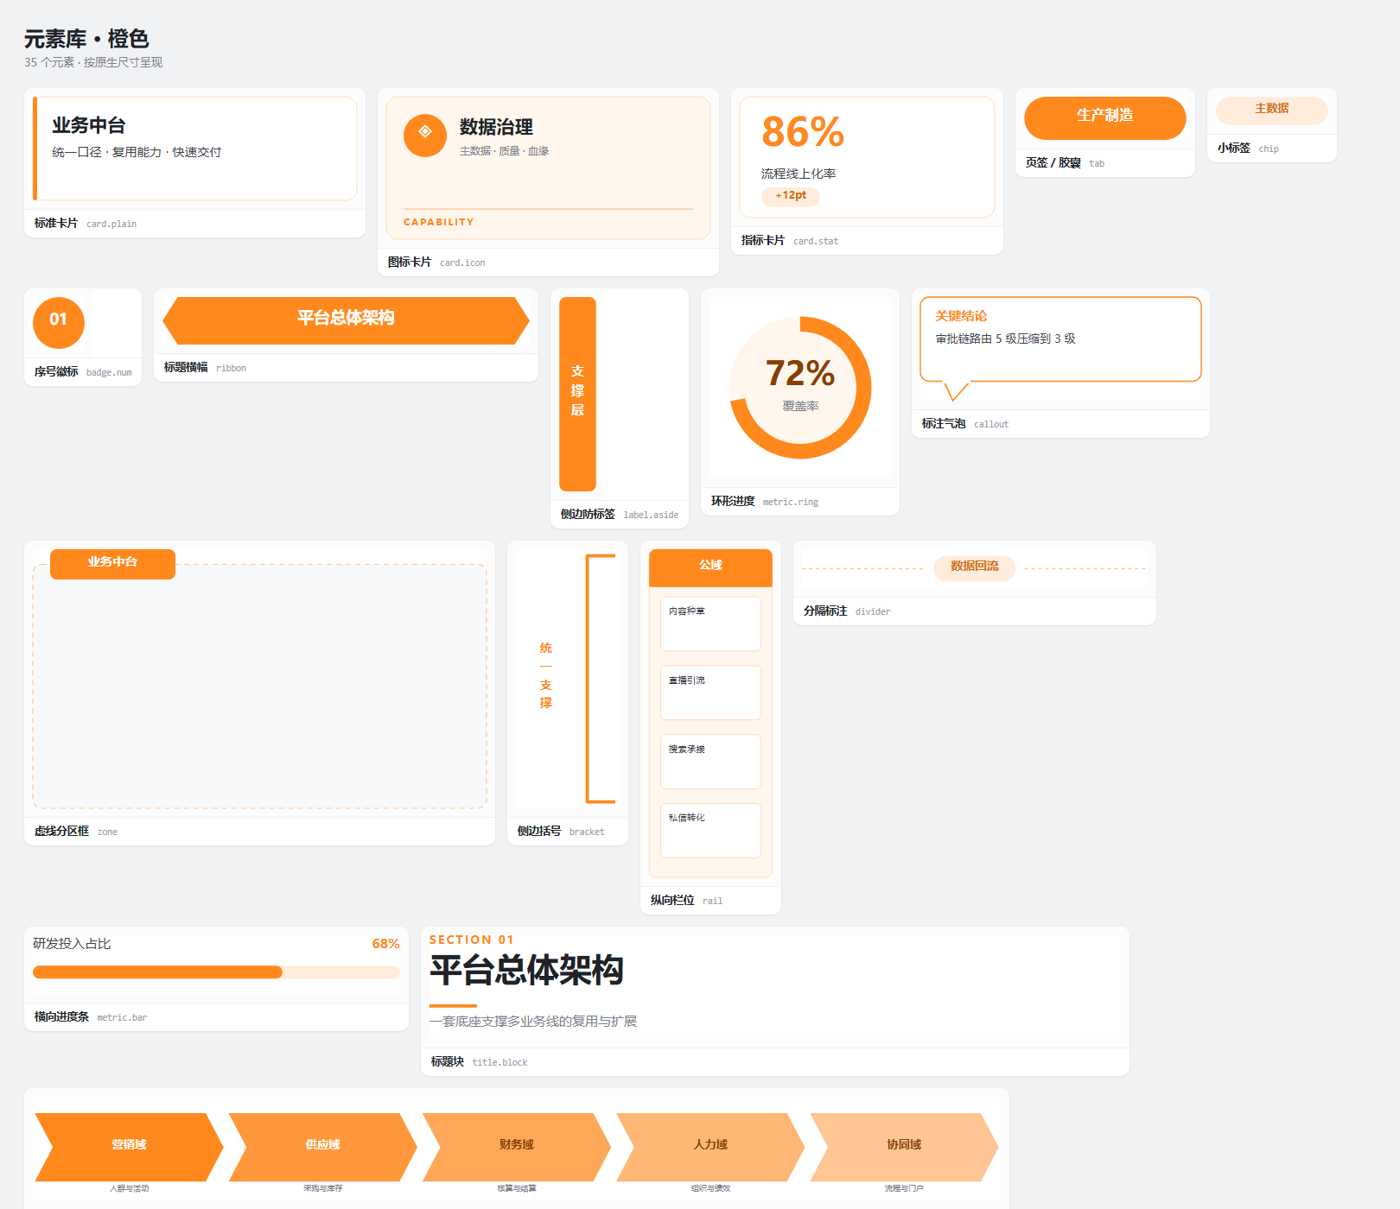 元素库 · 橙色
35 个元素 · 按原生尺寸呈现
业务中台
统一口径 · 复用能力 · 快速交付
标准卡片 card.plain
数据治理
主数据 · 质量 · 血缘
CAPABILITY
图标卡片 card.icon
86%
流程线上化率
+12pt
指标卡片 card.stat
生产制造
页签 / 胶囊 tab
主数据
小标签 chip
01
序号徽标 badge.num
平台总体架构
标题横幅 ribbon
支
撑
层
侧边防标签 label.aside
72%
覆盖率
环形进度 metric.ring
关键结论
审批链路由 5 级压缩到 3 级
标注气泡 callout
业务中台
虚线分区框 zone
统
一
支
撑
侧边括号 bracket
公域
内容种草
直播引流
搜索承接
私信转化
纵向栏位 rail
数据回流
分隔标注 divider
研发投入占比 68%
横向进度条 metric.bar
SECTION 01
平台总体架构
一套底座支撑多业务线的复用与扩展
标题块 title.block
营销域 供应域 财务域 人力域 协同域
人群与活动 采购与库存 核算与结算 组织与绩效 流程与门户